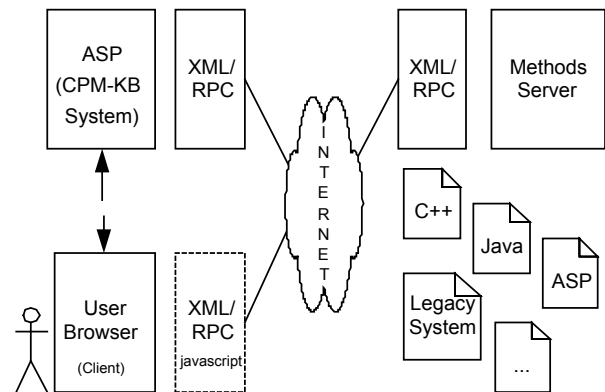 ASP
(CPM-KB
System)
XML/
RPC
XML/
RPC
Methods
Server
INTERNET
C++
Java
ASP
Legacy
System
...
User
Browser
(Client)
XML/
RPC
javascript